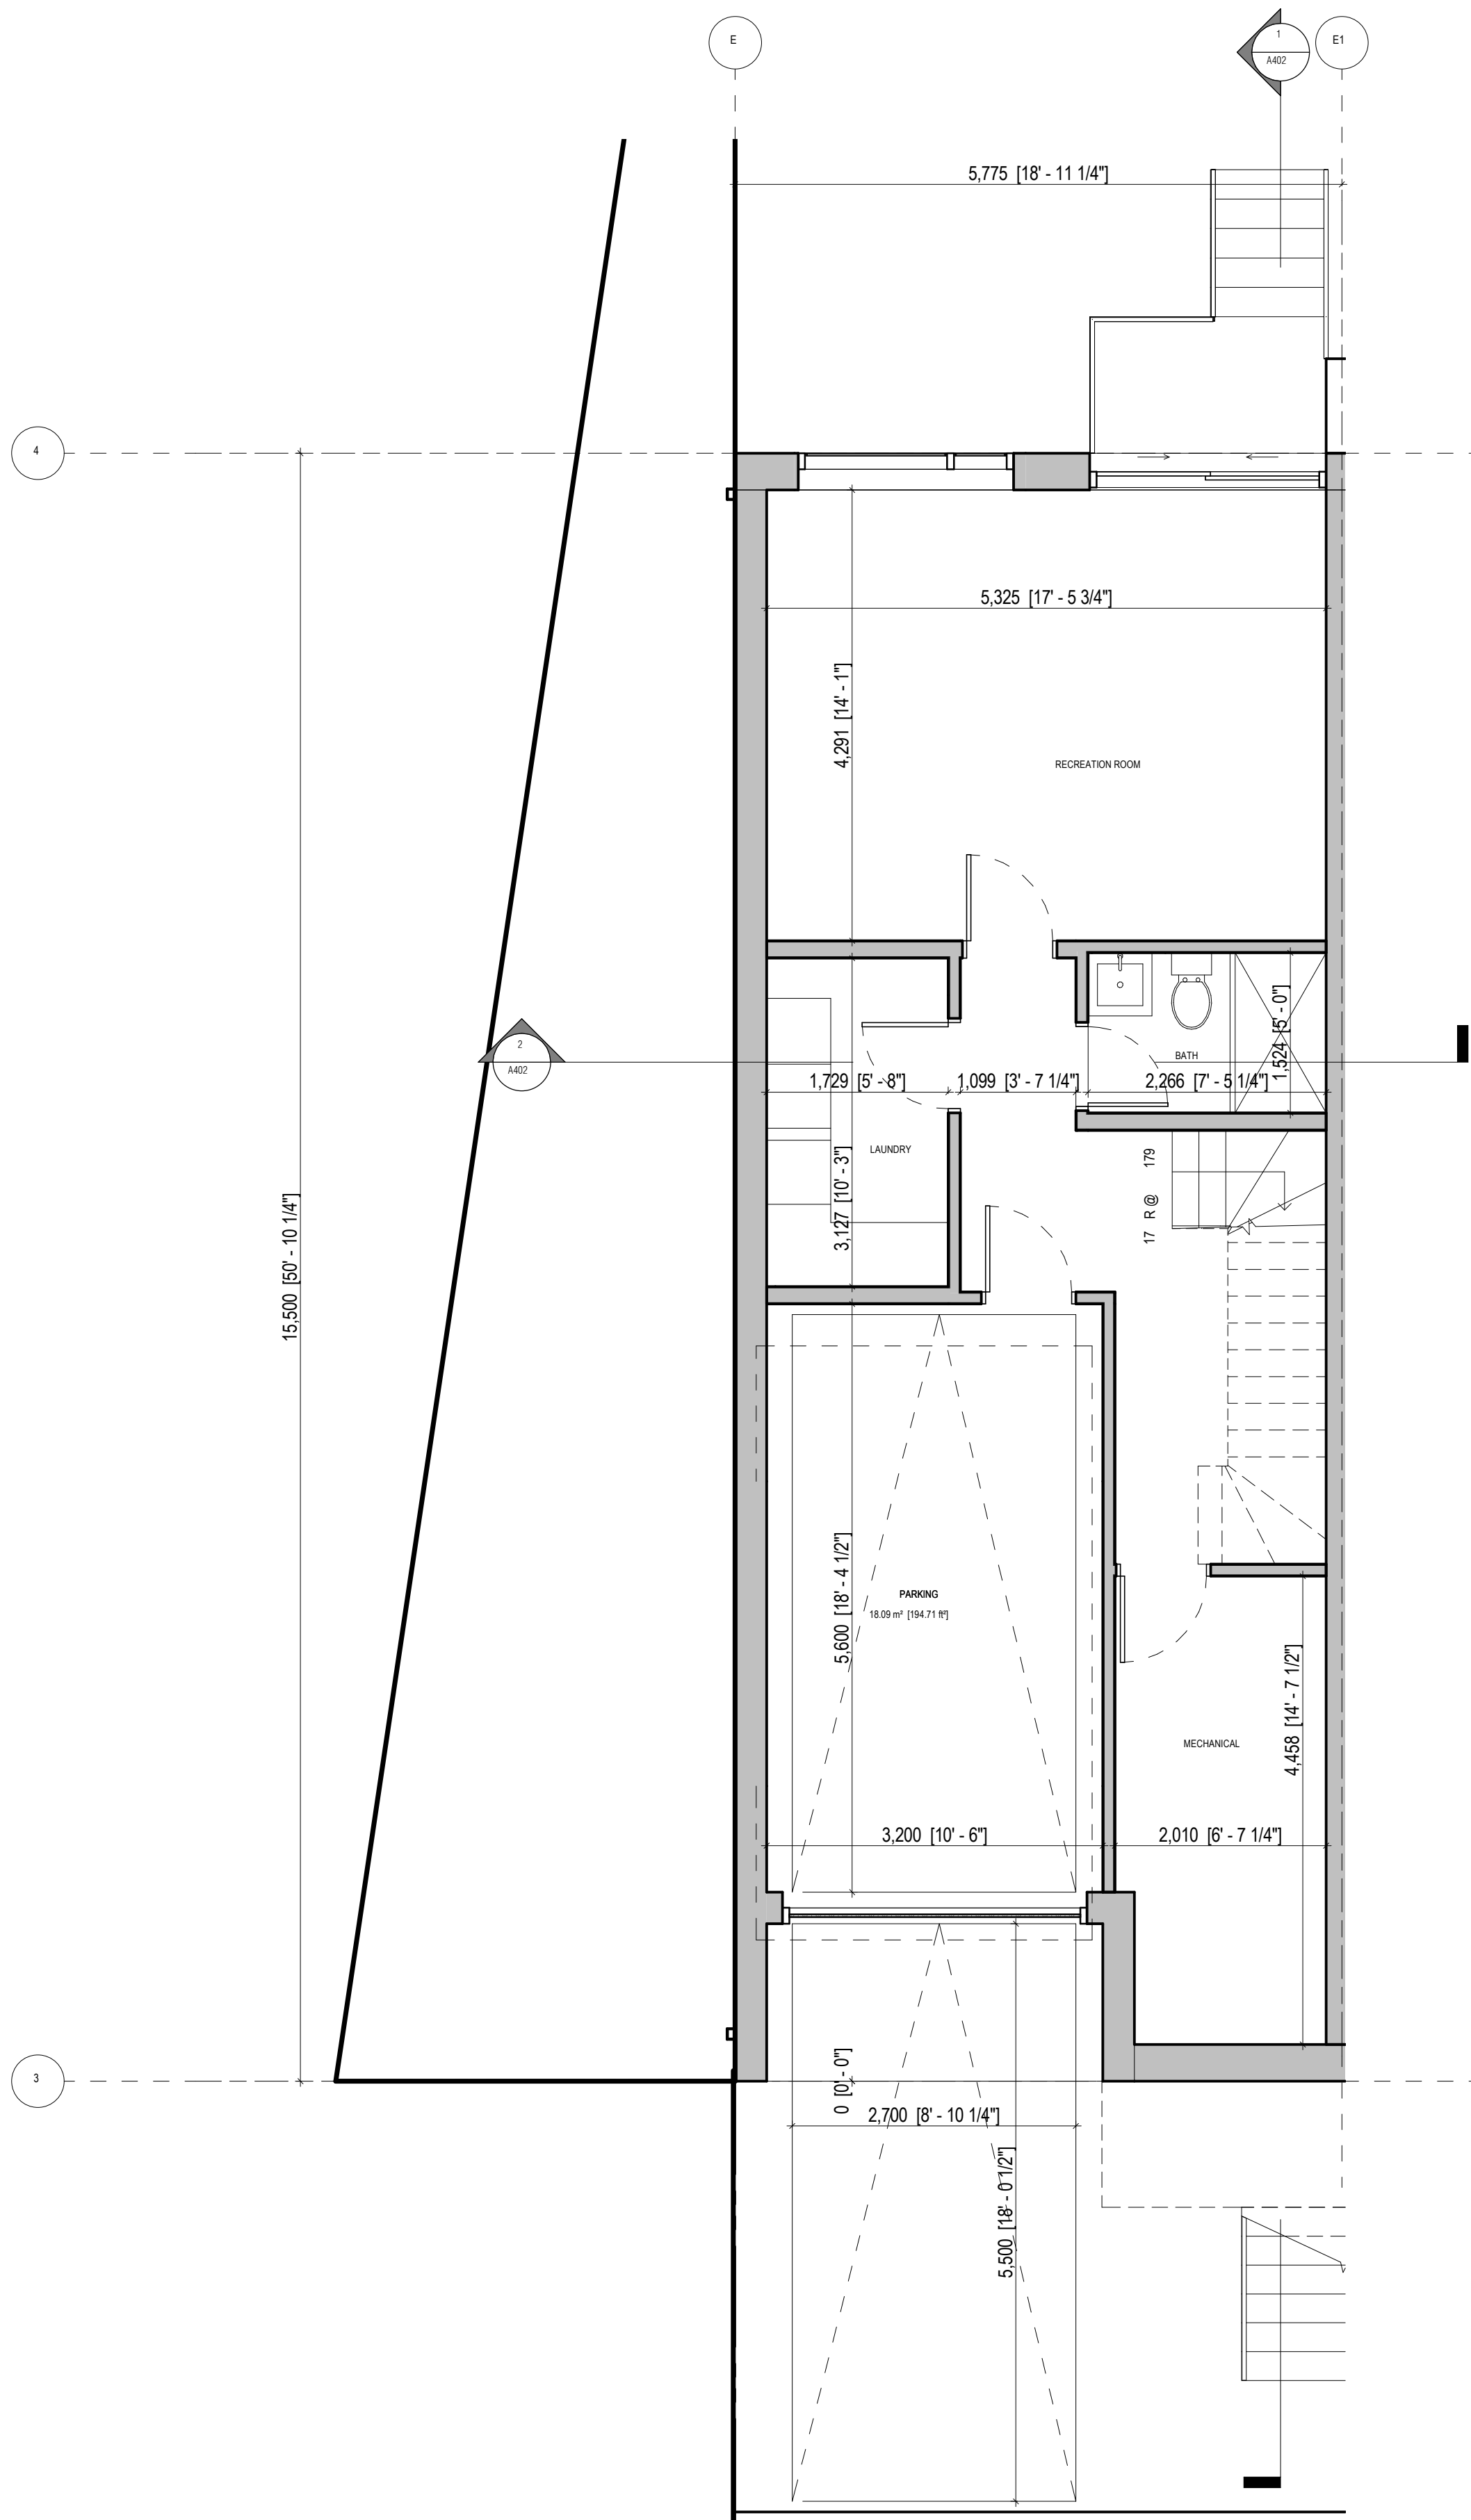 E
1
A402
E1
5,775 [18' - 11 1/4"]
4
5,325 [17' - 5 3/4"]
4,291 [14' - 1"]
RECREATION ROOM
2
A402
BATH
1,524 [5' - 0"]
1,729 [5' - 8"]
1,099 [3' - 7 1/4"]
2,266 [7' - 5 1/4"]
LAUNDRY
3,127 [10' - 3"]
17 R @ 179
15,500 [50' - 10 1/4"]
PARKING
18.09 m² [194.71 ft²]
5,600 [18' - 4 1/2"]
MECHANICAL
4,458 [14' - 7 1/2"]
3,200 [10' - 6"]
2,010 [6' - 7 1/4"]
3
0 [0' - 0"]
2,700 [8' - 10 1/4"]
5,500 [18' - 0 1/2"]